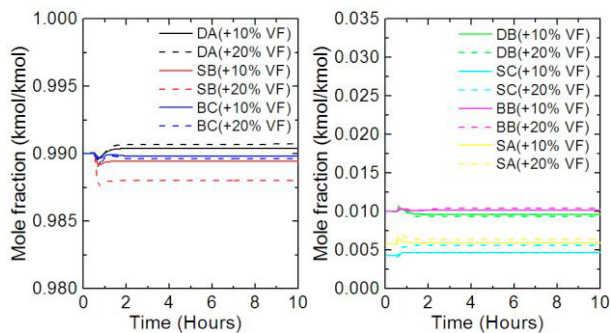 Mole fraction (kmol/kmol)
1.000
0.995
0.990
0.985
0.980
DA(+10% VF)
DA(+20% VF)
SB(+10% VF)
SB(+20% VF)
BC(+10% VF)
BC(+20% VF)
0 2 4 6 8 10
Time (Hours)
Mole fraction (kmol/kmol)
0.035
0.030
0.025
0.020
0.015
0.010
0.005
0.000
DB(+10% VF)
DB(+20% VF)
SC(+10% VF)
SC(+20% VF)
BB(+10% VF)
BB(+20% VF)
SA(+10% VF)
SA(+20% VF)
0 2 4 6 8 10
Time (Hours)